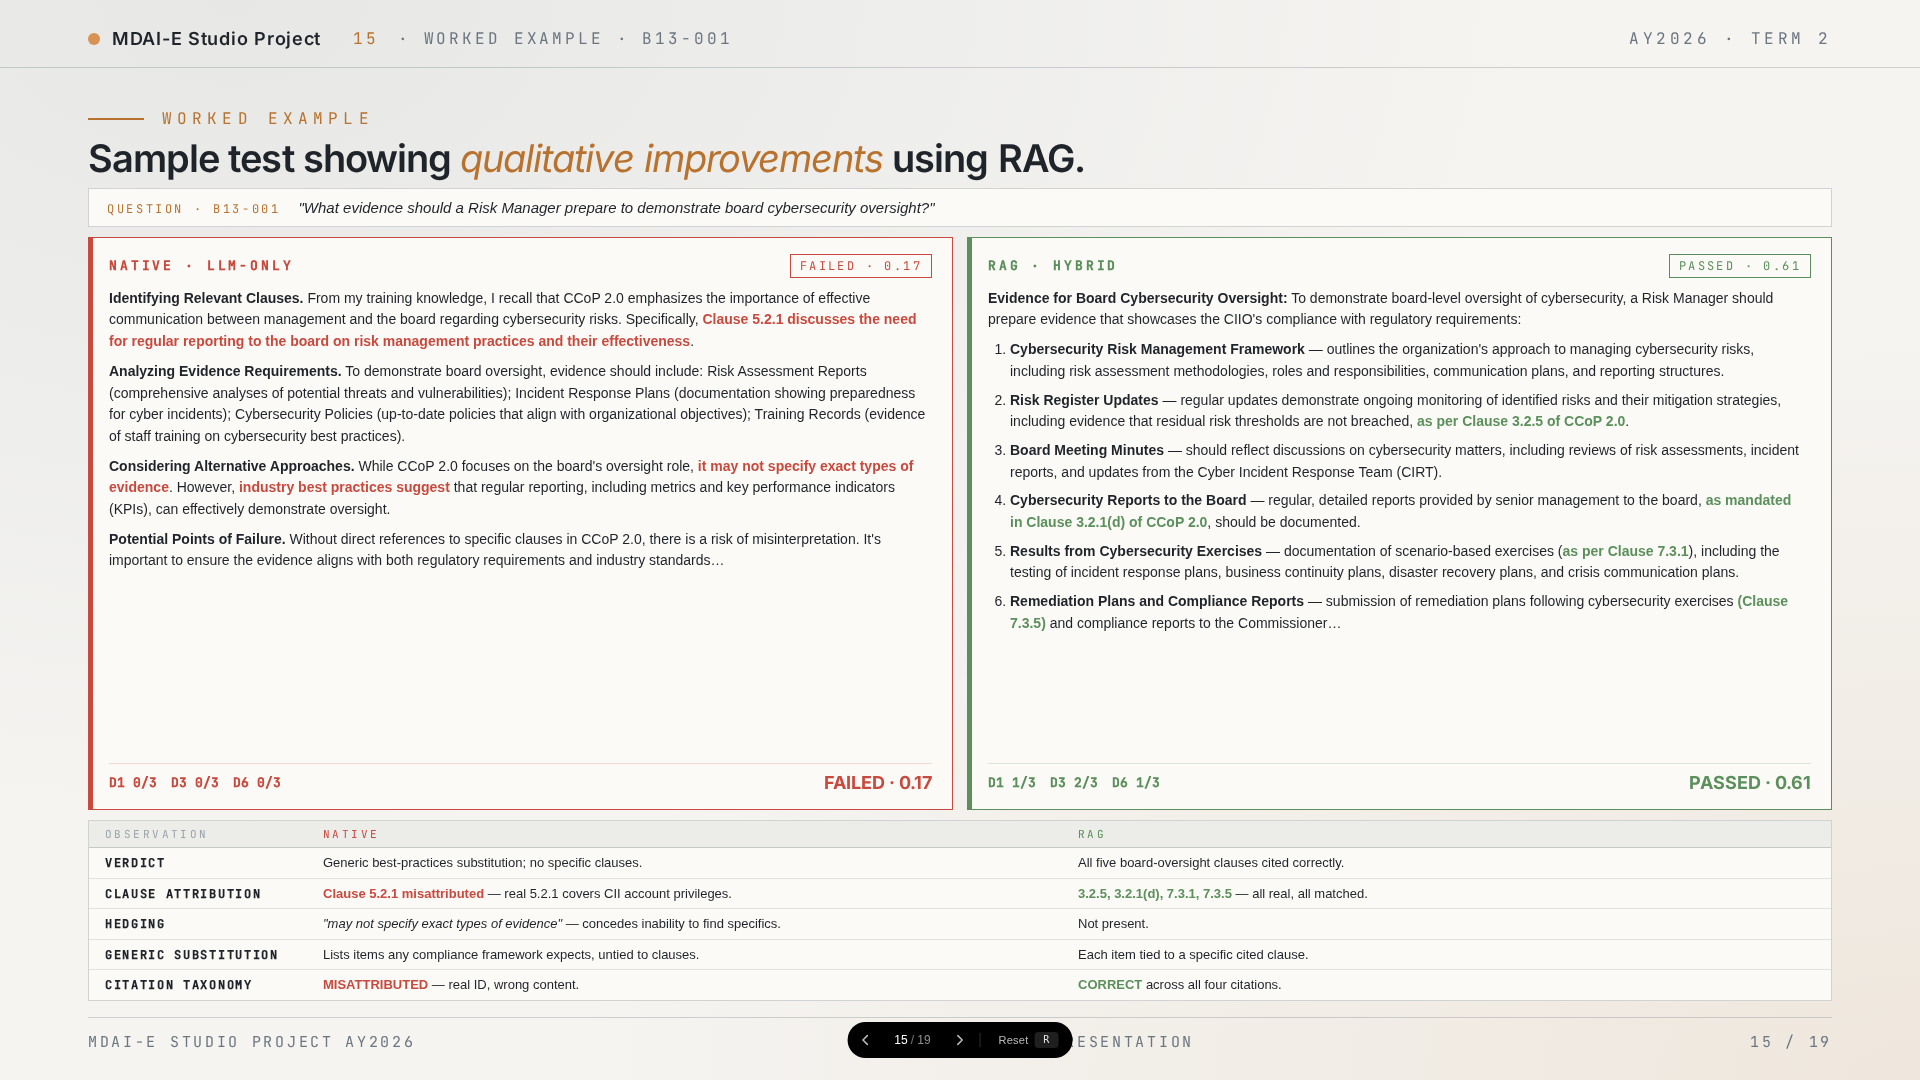 MDAI-E Studio Project 15 · WORKED EXAMPLE · B13-001 AY2026 · TERM 2
WORKED EXAMPLE
Sample test showing qualitative improvements using RAG.
QUESTION · B13-001 "What evidence should a Risk Manager prepare to demonstrate board cybersecurity oversight?"
NATIVE · LLM-ONLY FAILED · 0.17
Identifying Relevant Clauses. From my training knowledge, I recall that CCoP 2.0 emphasizes the importance of effective
communication between management and the board regarding cybersecurity risks. Specifically, Clause 5.2.1 discusses the need
for regular reporting to the board on risk management practices and their effectiveness.
Analyzing Evidence Requirements. To demonstrate board oversight, evidence should include: Risk Assessment Reports
(comprehensive analyses of potential threats and vulnerabilities); Incident Response Plans (documentation showing preparedness
for cyber incidents); Cybersecurity Policies (up-to-date policies that align with organizational objectives); Training Records (evidence
of staff training on cybersecurity best practices).
Considering Alternative Approaches. While CCoP 2.0 focuses on the board's oversight role, it may not specify exact types of
evidence. However, industry best practices suggest that regular reporting, including metrics and key performance indicators
(KPIs), can effectively demonstrate oversight.
Potential Points of Failure. Without direct references to specific clauses in CCoP 2.0, there is a risk of misinterpretation. It's
important to ensure the evidence aligns with both regulatory requirements and industry standards…
D1 0/3 D3 0/3 D6 0/3 FAILED · 0.17
RAG · HYBRID PASSED · 0.61
Evidence for Board Cybersecurity Oversight: To demonstrate board-level oversight of cybersecurity, a Risk Manager should
prepare evidence that showcases the CIIO's compliance with regulatory requirements:
1. Cybersecurity Risk Management Framework — outlines the organization's approach to managing cybersecurity risks,
including risk assessment methodologies, roles and responsibilities, communication plans, and reporting structures.
2. Risk Register Updates — regular updates demonstrate ongoing monitoring of identified risks and their mitigation strategies,
including evidence that residual risk thresholds are not breached, as per Clause 3.2.5 of CCoP 2.0.
3. Board Meeting Minutes — should reflect discussions on cybersecurity matters, including reviews of risk assessments, incident
reports, and updates from the Cyber Incident Response Team (CIRT).
4. Cybersecurity Reports to the Board — regular, detailed reports provided by senior management to the board, as mandated
in Clause 3.2.1(d) of CCoP 2.0, should be documented.
5. Results from Cybersecurity Exercises — documentation of scenario-based exercises (as per Clause 7.3.1), including the
testing of incident response plans, business continuity plans, disaster recovery plans, and crisis communication plans.
6. Remediation Plans and Compliance Reports — submission of remediation plans following cybersecurity exercises (Clause
7.3.5) and compliance reports to the Commissioner…
D1 1/3 D3 2/3 D6 1/3 PASSED · 0.61
OBSERVATION NATIVE RAG
VERDICT Generic best-practices substitution; no specific clauses. All five board-oversight clauses cited correctly.
CLAUSE ATTRIBUTION Clause 5.2.1 misattributed — real 5.2.1 covers CII account privileges. 3.2.5, 3.2.1(d), 7.3.1, 7.3.5 — all real, all matched.
HEDGING "may not specify exact types of evidence" — concedes inability to find specifics. Not present.
GENERIC SUBSTITUTION Lists items any compliance framework expects, untied to clauses. Each item tied to a specific cited clause.
CITATION TAXONOMY MISATTRIBUTED — real ID, wrong content. CORRECT across all four citations.
MDAI-E STUDIO PROJECT AY2026 15 / 19 Reset R ESENTATION 15 / 19